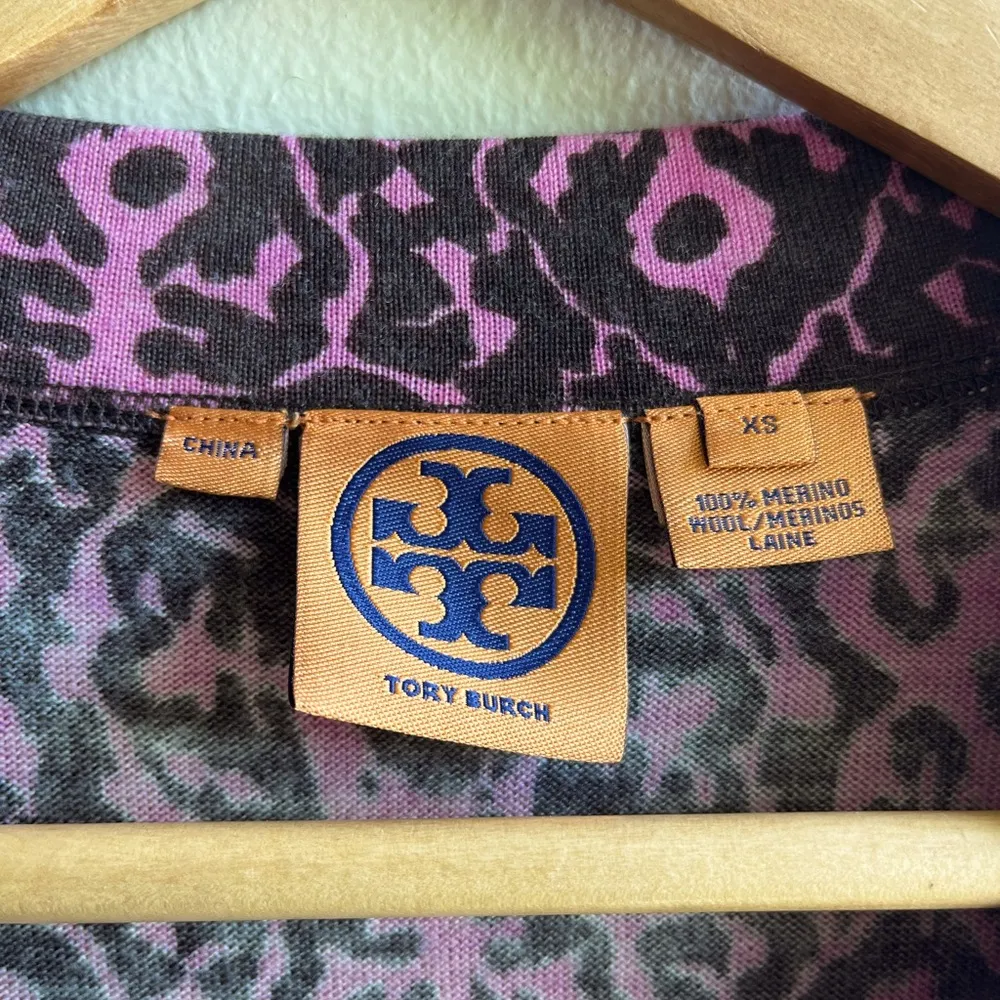 CHINA
TORY BURCH
XS
100% MERINO
WOOL/MERINOS
LAINE